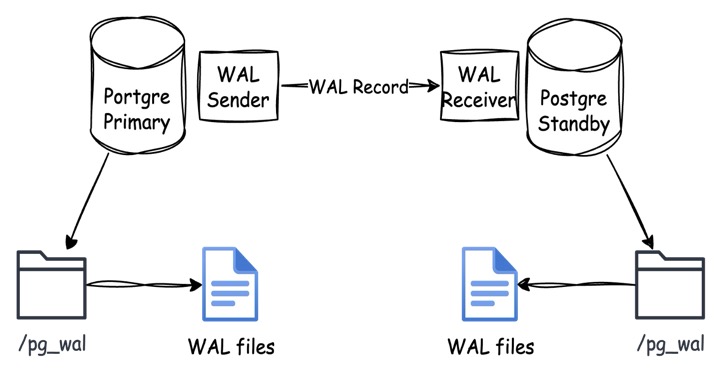 Portgre
Primary
WAL
Sender
WAL Record
WAL
Receiver
Postgre
Standby
/pg_wal
WAL files
WAL files
/pg_wal